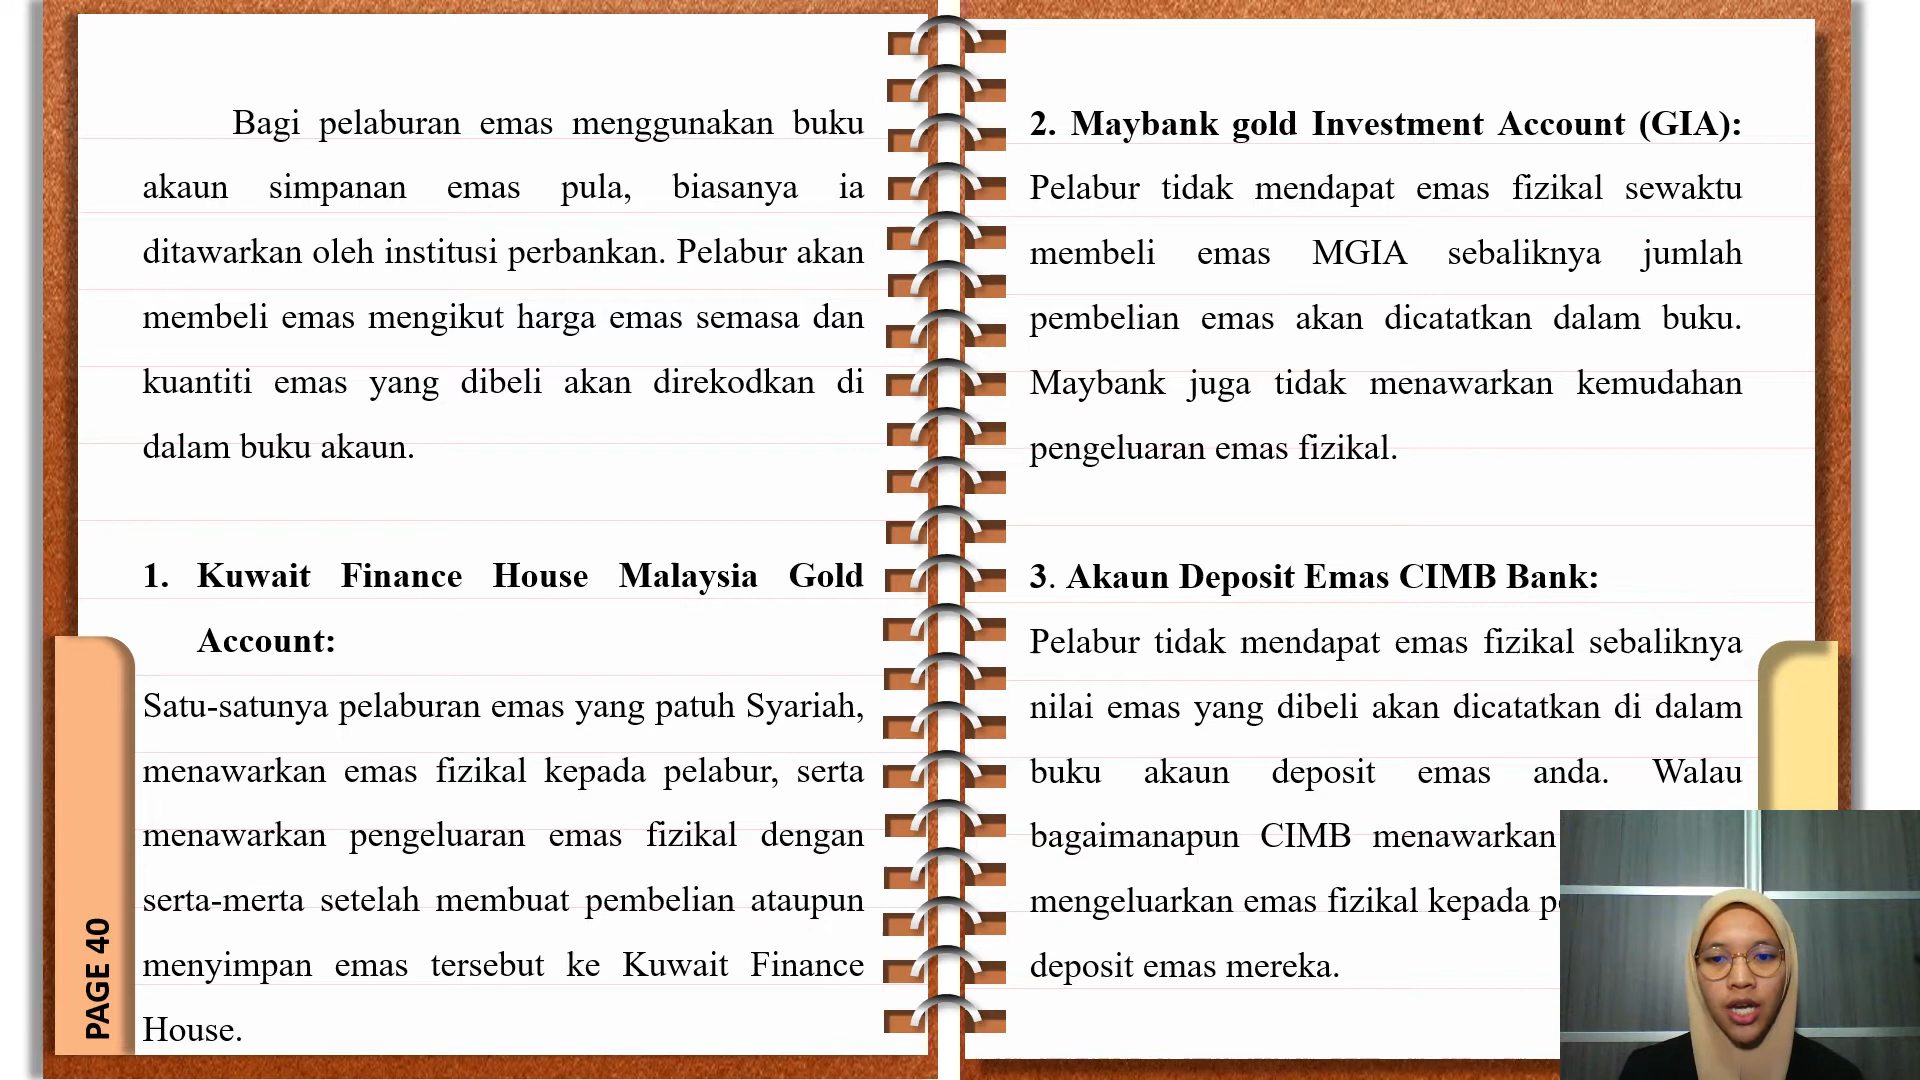 Bagi pelaburan emas menggunakan buku
akaun simpanan emas pula, biasanya ia
ditawarkan oleh institusi perbankan. Pelabur akan
membeli emas mengikut harga emas semasa dan
kuantiti emas yang dibeli akan direkodkan di
dalam buku akaun.
1. Kuwait Finance House Malaysia Gold
Account:
Satu-satunya pelaburan emas yang patuh Syariah,
menawarkan emas fizikal kepada pelabur, serta
menawarkan pengeluaran emas fizikal dengan
serta-merta setelah membuat pembelian ataupun
menyimpan emas tersebut ke Kuwait Finance
House.
PAGE 40
2. Maybank gold Investment Account (GIA):
Pelabur tidak mendapat emas fizikal sewaktu
membeli emas MGIA sebaliknya jumlah
pembelian emas akan dicatatkan dalam buku.
Maybank juga tidak menawarkan kemudahan
pengeluaran emas fizikal.
3. Akaun Deposit Emas CIMB Bank:
Pelabur tidak mendapat emas fizikal sebaliknya
nilai emas yang dibeli akan dicatatkan di dalam
buku akaun deposit emas anda. Walau
bagaimanapun CIMB menawarkan
mengeluarkan emas fizikal kepada
deposit emas mereka.